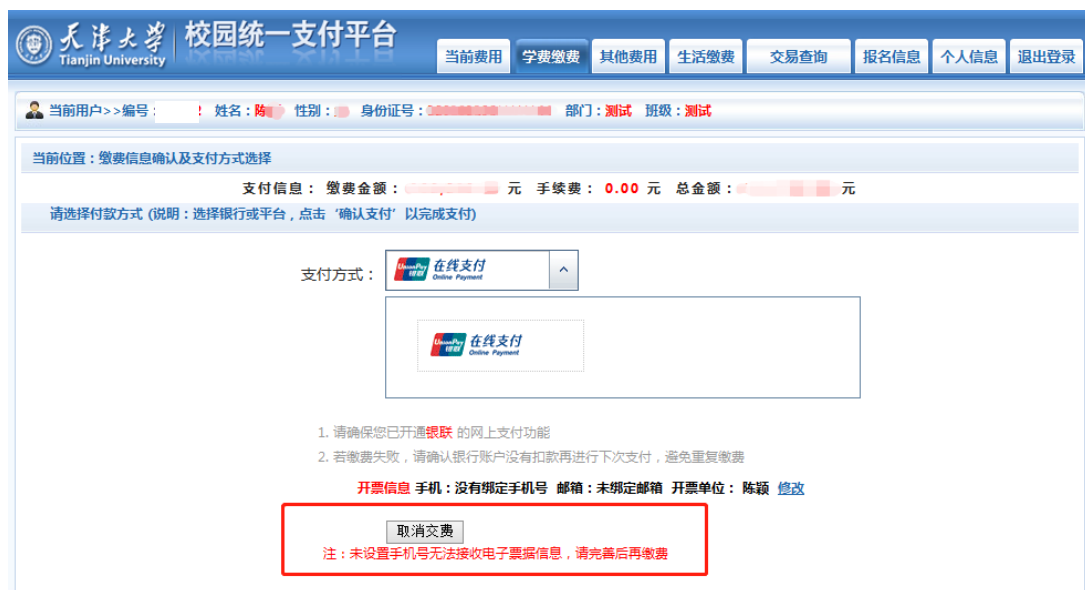 天津大学 校园统一支付平台
Tianjin University
当前费用 学费缴费 其他费用 生活缴费 交易查询 报名信息 个人信息 退出登录
当前用户>>编号: 姓名:陈 性别: 身份证号: 部门:测试 班级:测试
当前位置:缴费信息确认及支付方式选择
支付信息: 缴费金额: 元 手续费: 0.00 元 总金额: 元
请选择付款方式 (说明:选择银行或平台,点击‘确认支付’以完成支付)
支付方式: UnionPay 银联 在线支付
Online Payment
UnionPay 银联 在线支付
Online Payment
1. 请确保您已开通银联 的网上支付功能
2. 若缴费失败,请确认银行账户没有扣款再进行下次支付,避免重复缴费
开票信息 手机:没有绑定手机号 邮箱:未绑定邮箱 开票单位: 陈颖 修改
取消交费
注:未设置手机号无法接收电子票据信息,请完善后再缴费